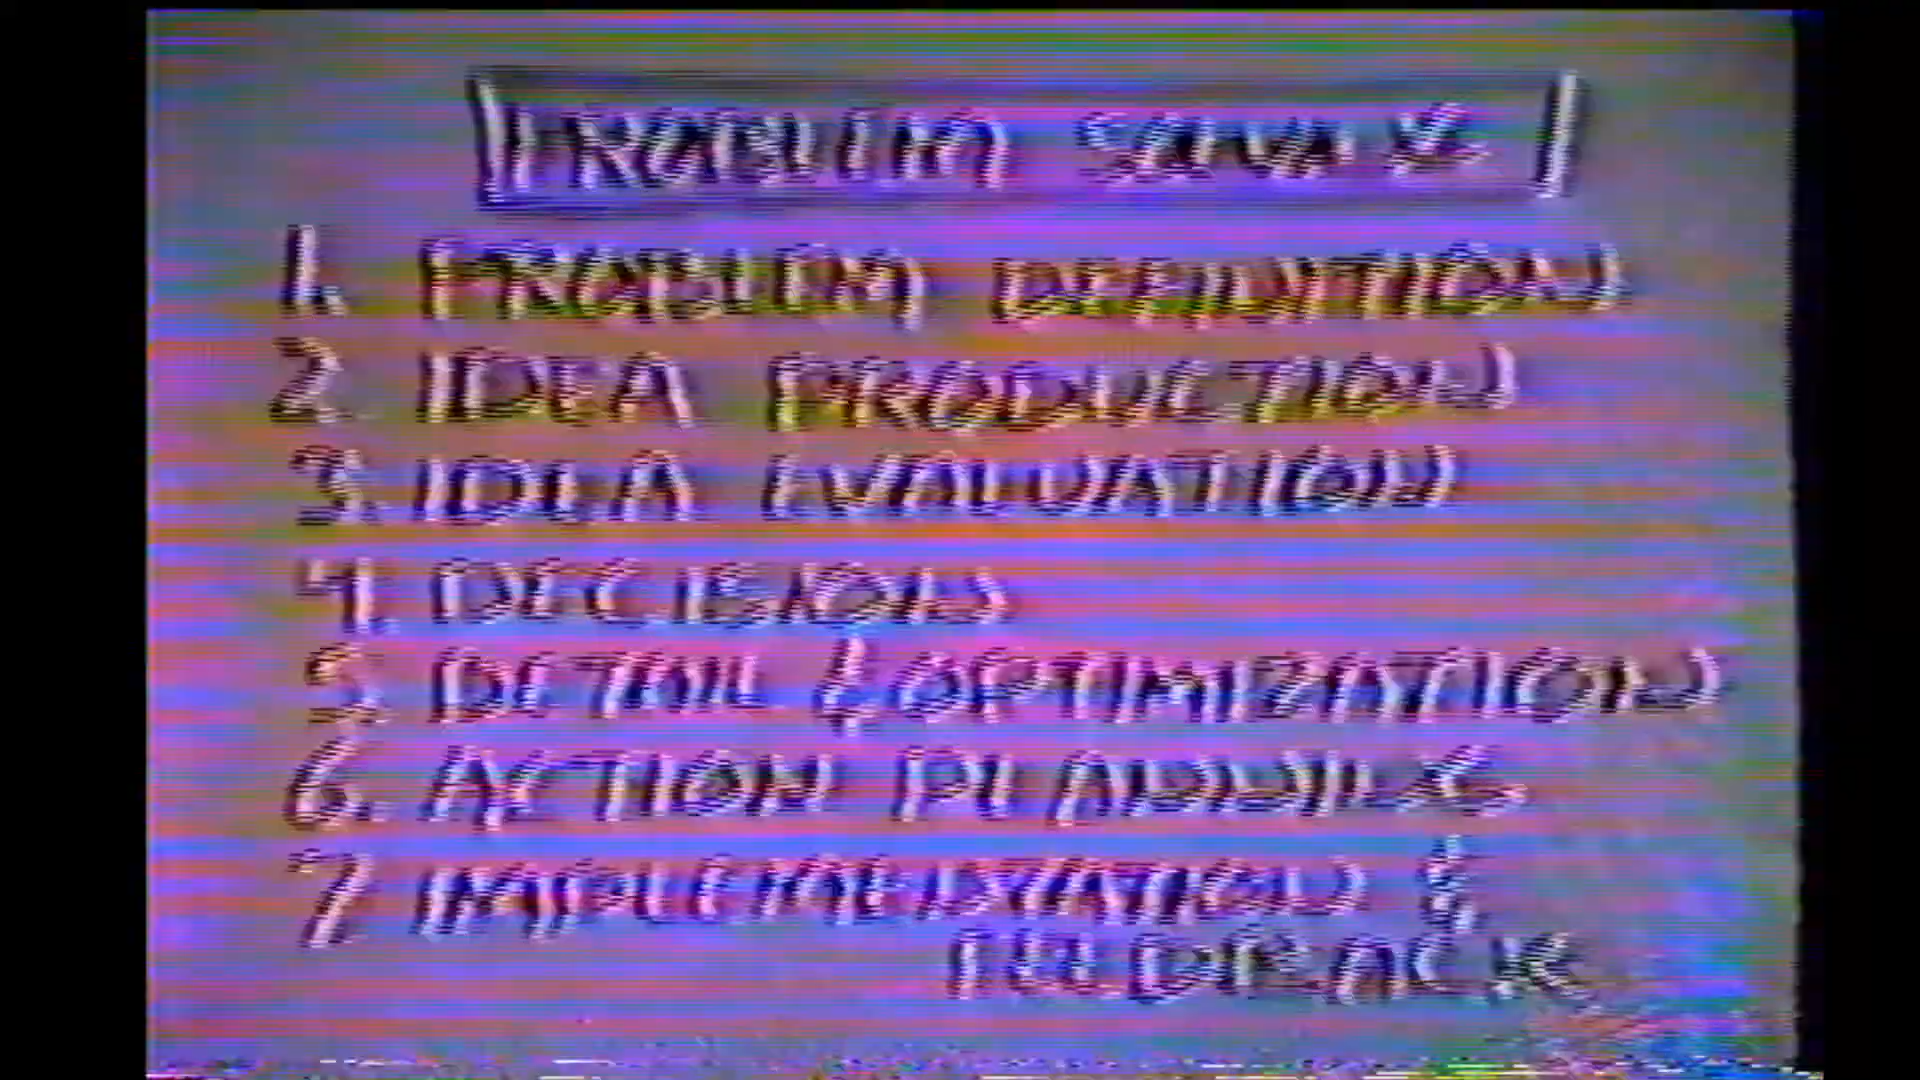 PROBLEM SOLVING
1. PROBLEM DEFINITION
2. IDEA PRODUCTION
3. IDEA EVALUATION
4. DECISION
5. DETAIL & OPTIMIZATION
6. ACTION PLANNING
7. IMPLEMENTATION &
FEEDBACK